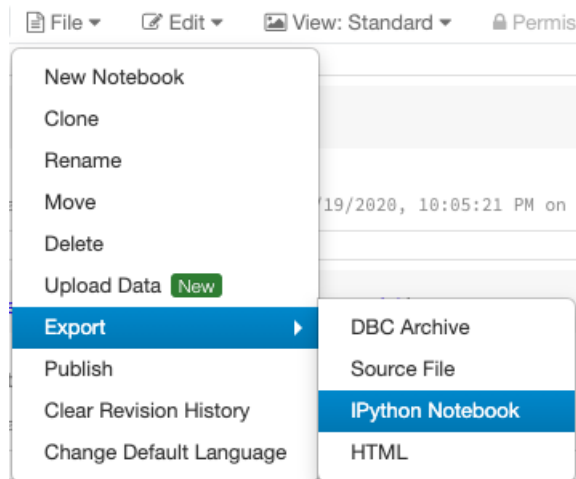 File Edit View: Standard Permis
New Notebook
Clone
Rename
Move
/19/2020, 10:05:21 PM on
Delete
Upload Data New
Export
DBC Archive
Publish
Source File
Clear Revision History
IPython Notebook
Change Default Language
HTML